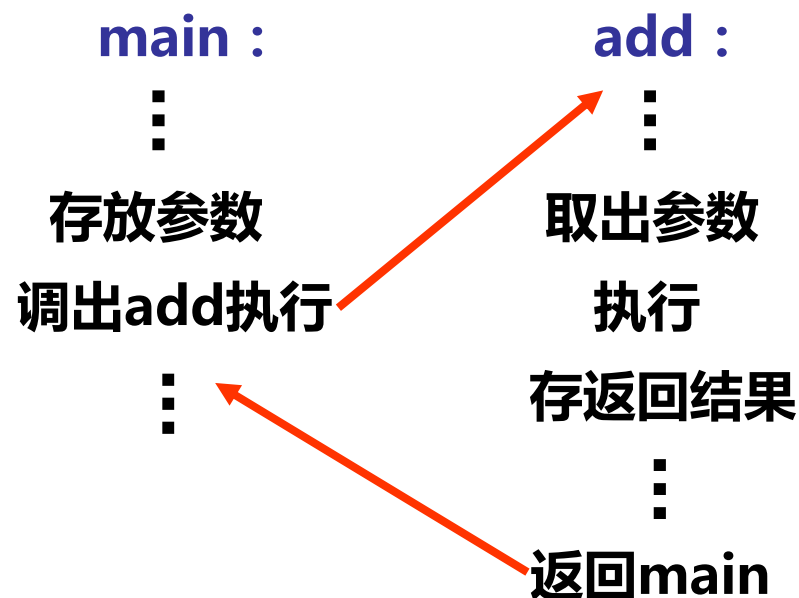 main：
⋮
存放参数
调出add执行
⋮
add：
⋮
取出参数
执行
存返回结果
⋮
返回main